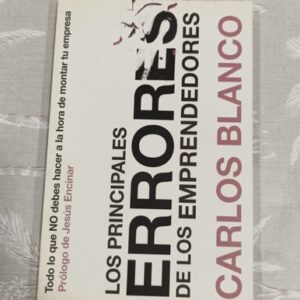 Todo lo que NO debes hacer a la hora de montar tu empresa
Prólogo de Jesús Encinar
LOS PRINCIPALES
ERRORES
DE LOS EMPRENDEDORES
CARLOS BLANCO